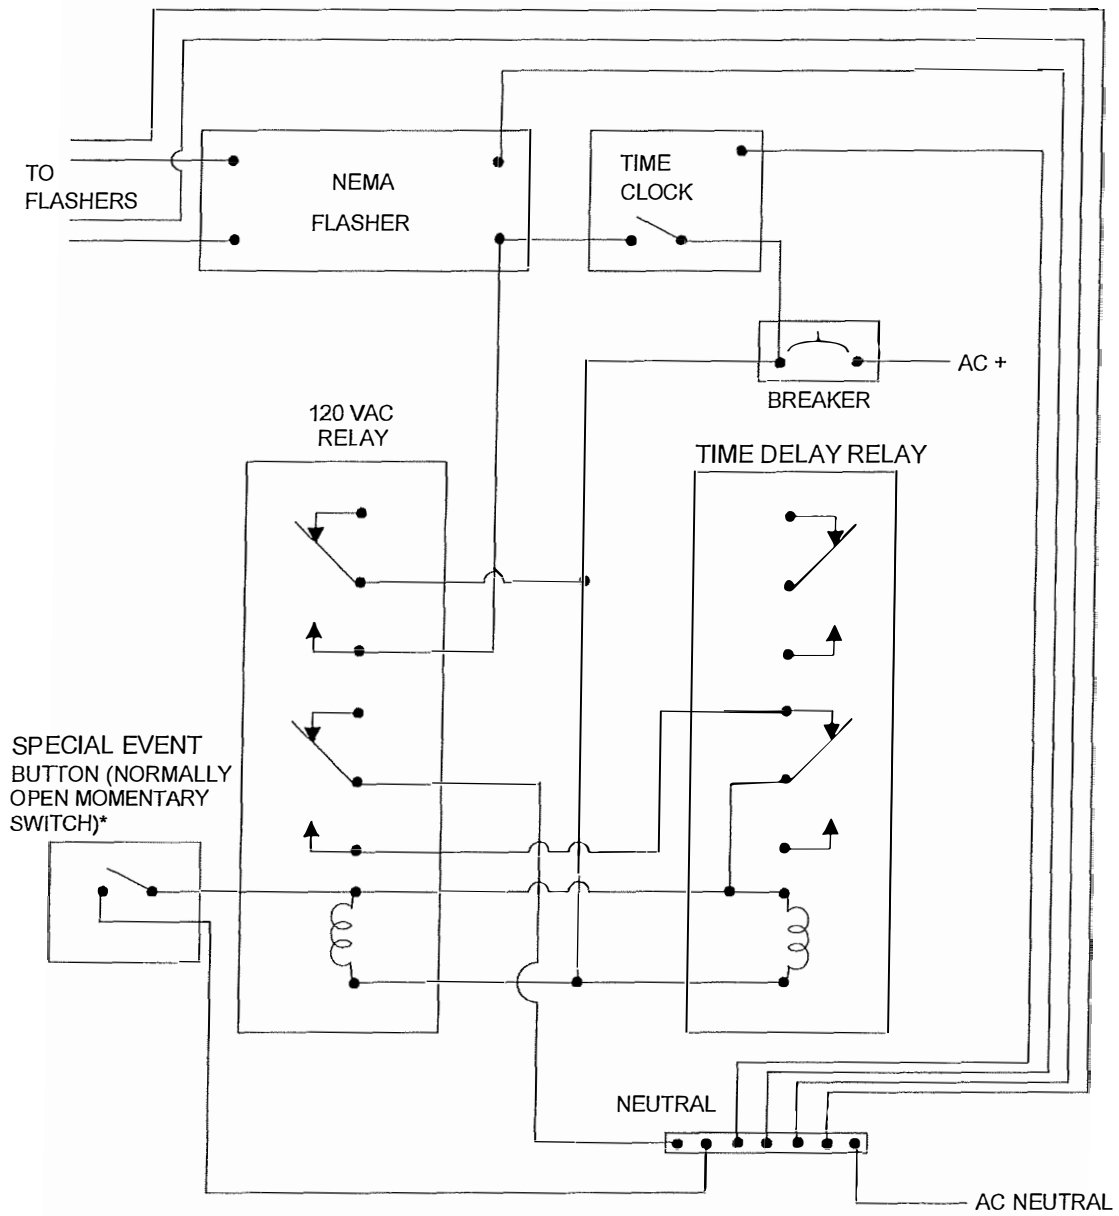 TO
FLASHERS
NEMA
FLASHER
TIME
CLOCK
AC +
BREAKER
120 VAC
RELAY
TIME DELAY RELAY
SPECIAL EVENT
BUTTON (NORMALLY
OPEN MOMENTARY
SWITCH)*
NEUTRAL
AC NEUTRAL